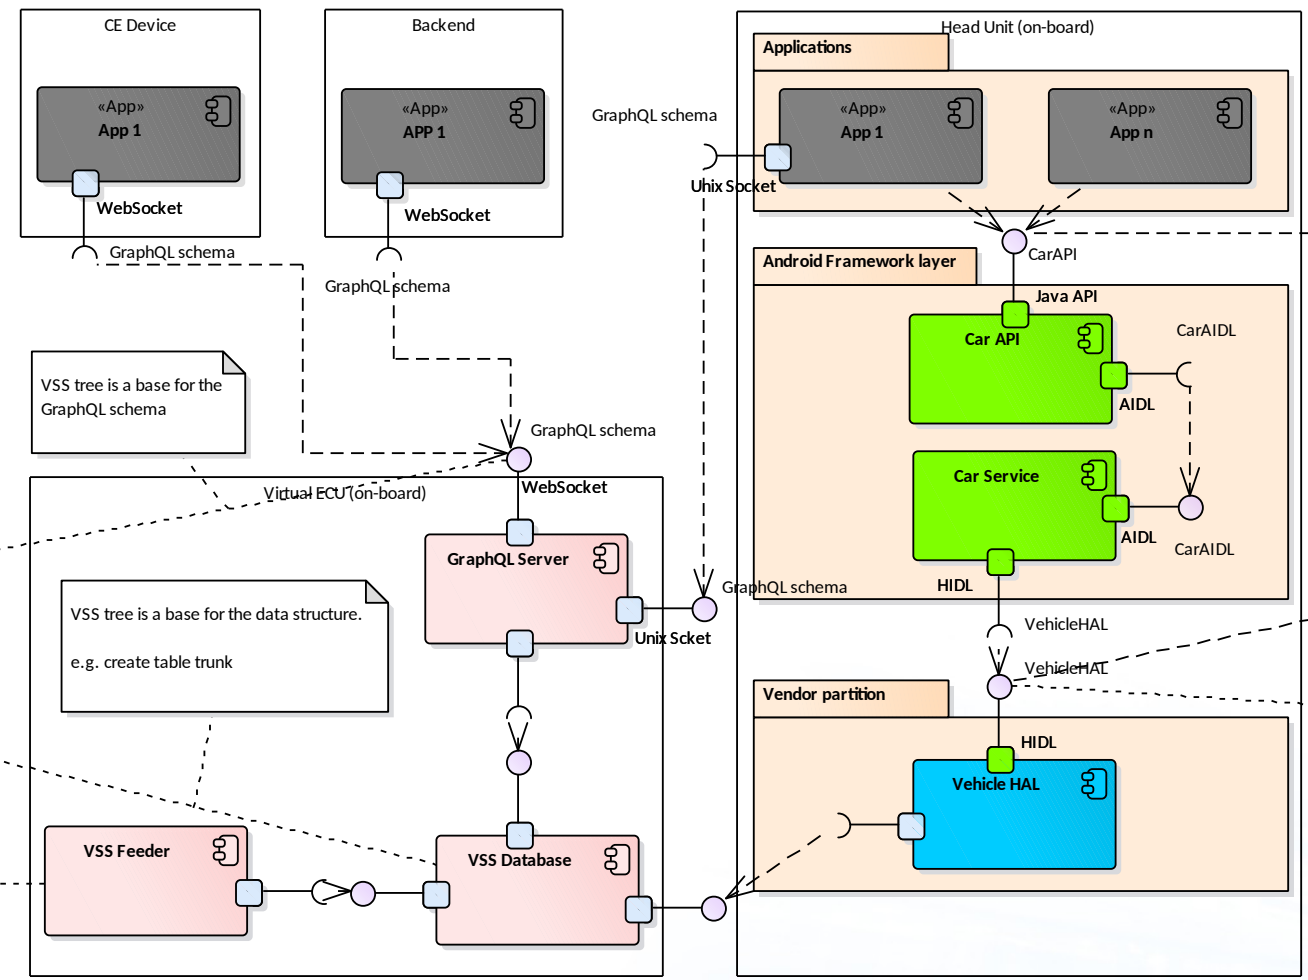 CE Device
«App»
App 1
WebSocket
GraphQL schema
Backend
«App»
APP 1
WebSocket
GraphQL schema
Head Unit (on-board)
Applications
«App»
App 1
«App»
App n
GraphQL schema
Unix Socket
CarAPI
Android Framework layer
Java API
Car API
CarAIDL
AIDL
Car Service
AIDL
CarAIDL
HIDL
VehicleHAL
VehicleHAL
Vendor partition
HIDL
Vehicle HAL
VSS tree is a base for the
GraphQL schema
GraphQL schema
WebSocket
Virtual ECU (on-board)
GraphQL Server
GraphQL schema
Unix Scket
VSS tree is a base for the data structure.
e.g. create table trunk
VSS Feeder
VSS Database